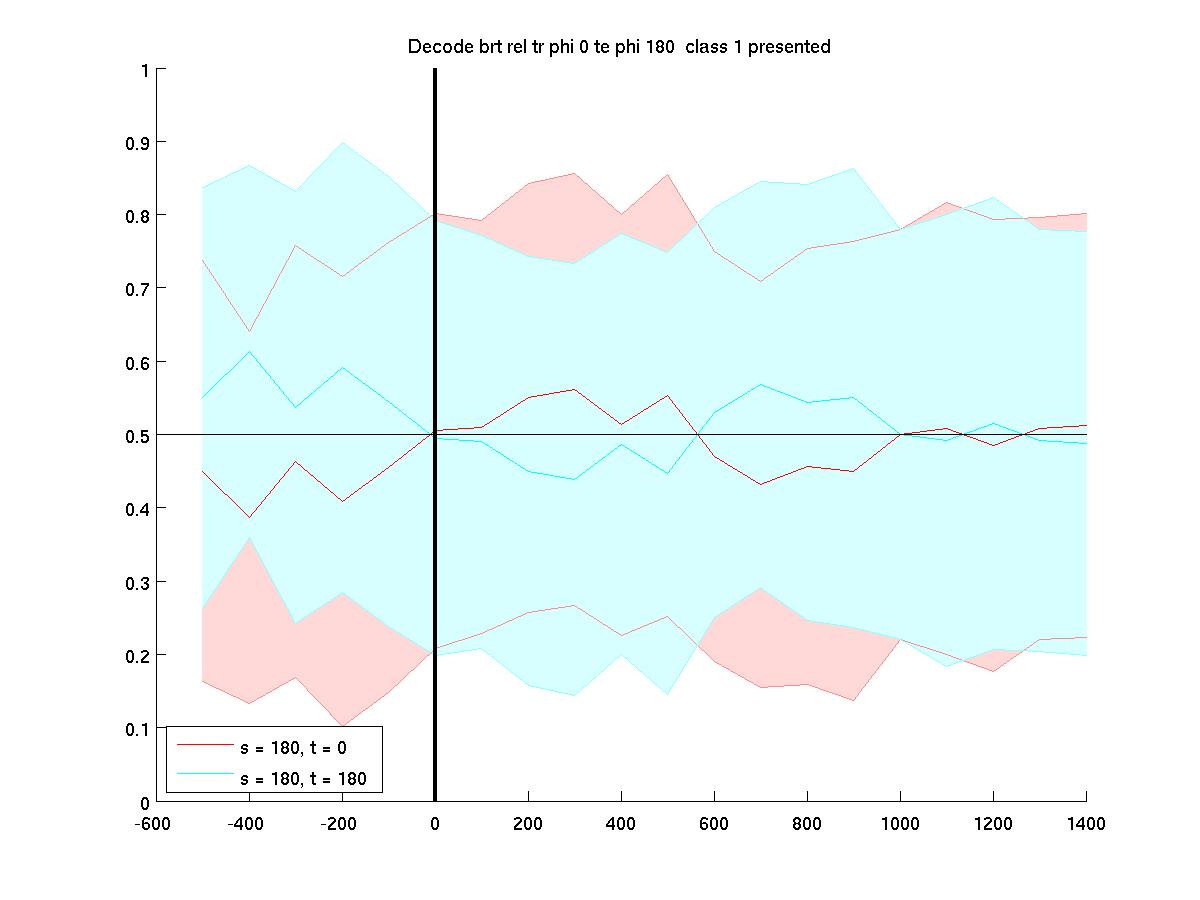 Decode brt rel tr phi 0 te phi 180  class 1 presented
1
0.9
0.8
0.7
0.6
0.5
0.4
0.3
0.2
0.1
0
s = 180, t = 0
s = 180, t = 180
-600 -400 -200 0 200 400 600 800 1000 1200 1400